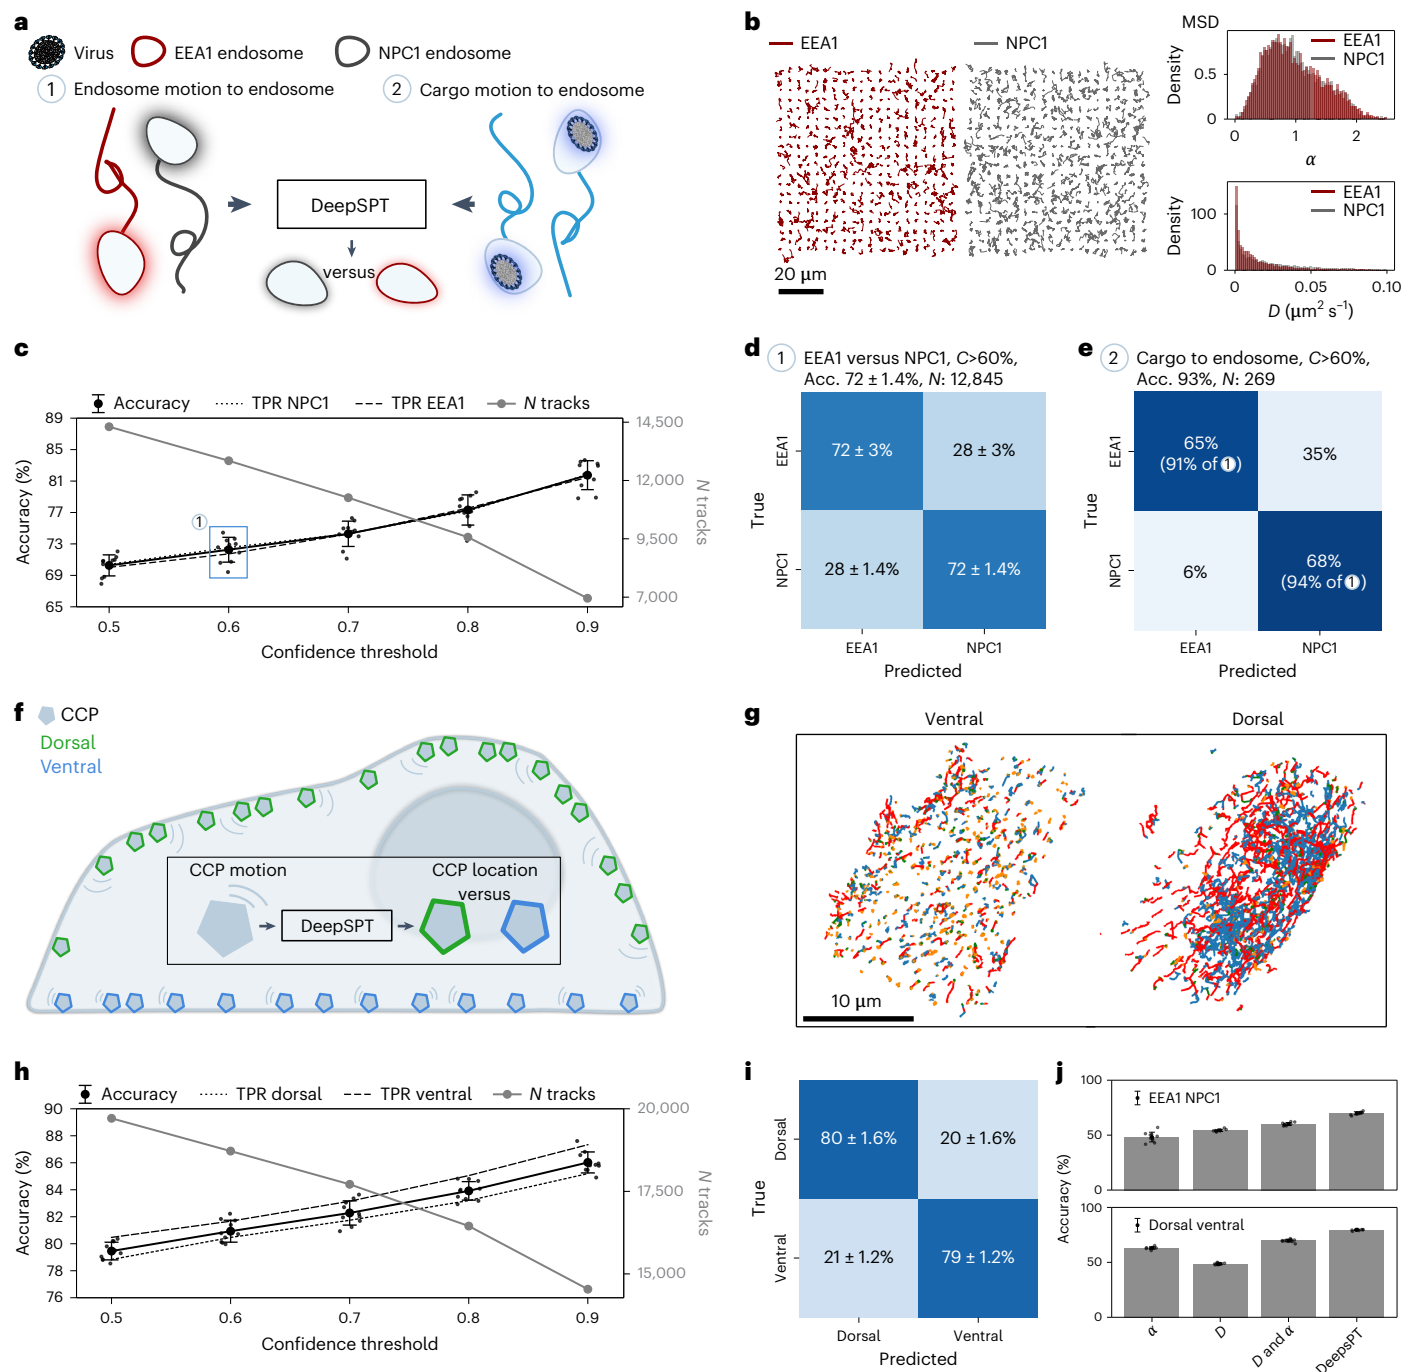 a
Virus
EEA1 endosome
NPC1 endosome
1 Endosome motion to endosome
2 Cargo motion to endosome
DeepSPT
versus
b
EEA1
NPC1
20 µm
MSD
EEA1
NPC1
Density
0.5
0
0
1
2
α
EEA1
NPC1
Density
100
0
0
0.05
0.10
D (µm² s⁻¹)
c
Accuracy
TPR NPC1
TPR EEA1
N tracks
Accuracy (%)
89
85
81
77
73
69
65
14,500
12,000
9,500
7,000
N tracks
1
0.5
0.6
0.7
0.8
0.9
Confidence threshold
d
1 EEA1 versus NPC1, C>60%,
Acc. 72 ± 1.4%, N: 12,845
True
EEA1
NPC1
72 ± 3%
28 ± 3%
28 ± 1.4%
72 ± 1.4%
EEA1
NPC1
Predicted
e
2 Cargo to endosome, C>60%,
Acc. 93%, N: 269
True
EEA1
NPC1
65%
(91% of 1)
35%
6%
68%
(94% of 1)
EEA1
NPC1
Predicted
f
CCP
Dorsal
Ventral
CCP motion
CCP location
versus
DeepSPT
g
Ventral
Dorsal
10 µm
h
Accuracy
TPR dorsal
TPR ventral
N tracks
Accuracy (%)
90
88
86
84
82
80
78
76
20,000
17,500
15,000
N tracks
0.5
0.6
0.7
0.8
0.9
Confidence threshold
i
True
Dorsal
Ventral
80 ± 1.6%
20 ± 1.6%
21 ± 1.2%
79 ± 1.2%
Dorsal
Ventral
Predicted
j
EEA1 NPC1
100
50
0
Accuracy (%)
Dorsal ventral
100
50
0
α
D
D and α
DeepsPT